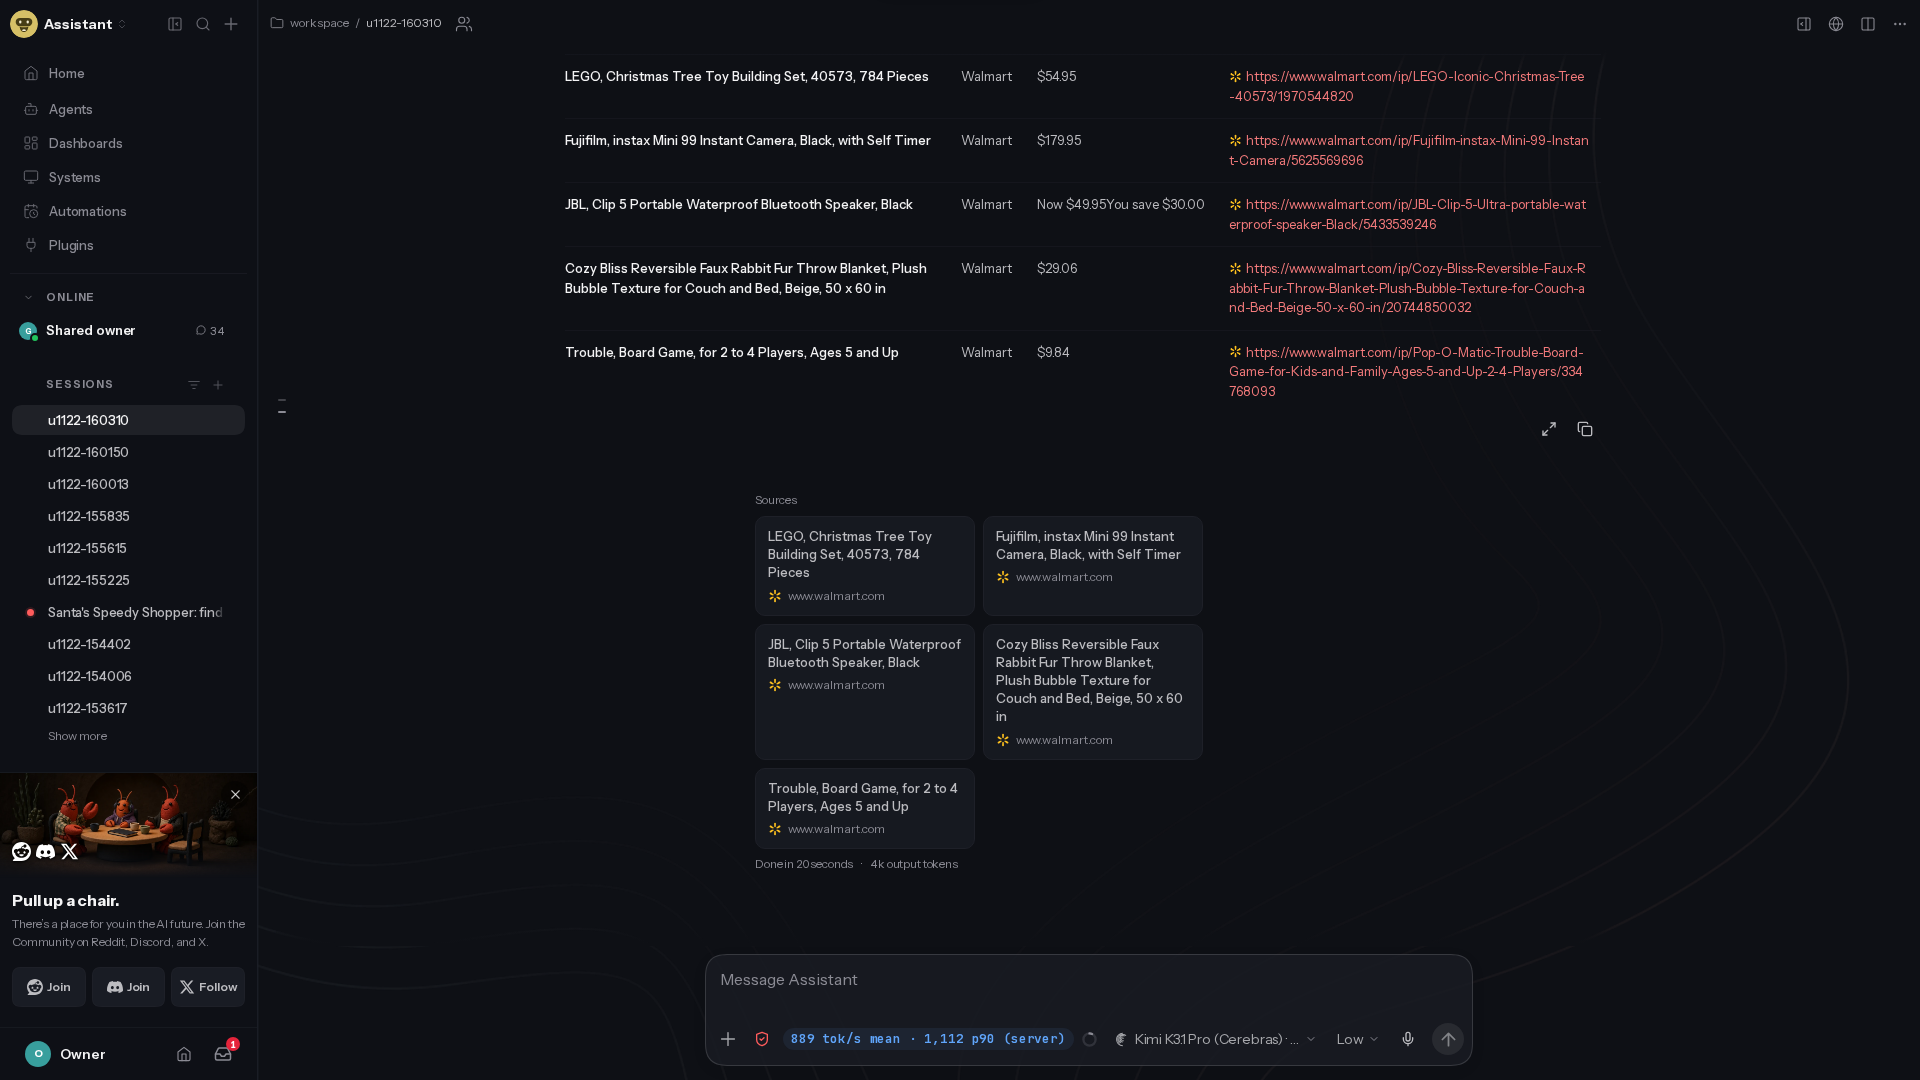 Assistant
Home
Agents
Dashboards
Systems
Automations
Plugins
ONLINE
G Shared owner 34
SESSIONS
u1122-160310
u1122-160150
u1122-160013
u1122-155835
u1122-155615
u1122-155225
Santa's Speedy Shopper: find
u1122-154402
u1122-154006
u1122-153617
Show more
Pull up a chair.
There's a place for you in the AI future. Join the
Community on Reddit, Discord, and X.
Join Join Follow
O Owner 1
workspace / u1122-160310
LEGO, Christmas Tree Toy Building Set, 40573, 784 Pieces Walmart $54.95 https://www.walmart.com/ip/LEGO-Iconic-Christmas-Tree
-40573/1970544820
Fujifilm, instax Mini 99 Instant Camera, Black, with Self Timer Walmart $179.95 https://www.walmart.com/ip/Fujifilm-instax-Mini-99-Instan
t-Camera/5625569696
JBL, Clip 5 Portable Waterproof Bluetooth Speaker, Black Walmart Now $49.95You save $30.00 https://www.walmart.com/ip/JBL-Clip-5-Ultra-portable-wat
erproof-speaker-Black/5433539246
Cozy Bliss Reversible Faux Rabbit Fur Throw Blanket, Plush Walmart $29.06 https://www.walmart.com/ip/Cozy-Bliss-Reversible-Faux-R
Bubble Texture for Couch and Bed, Beige, 50 x 60 in abbit-Fur-Throw-Blanket-Plush-Bubble-Texture-for-Couch-a
nd-Bed-Beige-50-x-60-in/20744850032
Trouble, Board Game, for 2 to 4 Players, Ages 5 and Up Walmart $9.84 https://www.walmart.com/ip/Pop-O-Matic-Trouble-Board-
Game-for-Kids-and-Family-Ages-5-and-Up-2-4-Players/334
768093
Sources
LEGO, Christmas Tree Toy
Building Set, 40573, 784
Pieces
www.walmart.com
Fujifilm, instax Mini 99 Instant
Camera, Black, with Self Timer
www.walmart.com
JBL, Clip 5 Portable Waterproof
Bluetooth Speaker, Black
www.walmart.com
Cozy Bliss Reversible Faux
Rabbit Fur Throw Blanket,
Plush Bubble Texture for
Couch and Bed, Beige, 50 x 60
in
www.walmart.com
Trouble, Board Game, for 2 to 4
Players, Ages 5 and Up
www.walmart.com
Done in 20 seconds · 4k output tokens
Message Assistant
889 tok/s mean · 1,112 p90 (server) Kimi K3.1 Pro (Cerebras) · ... Low